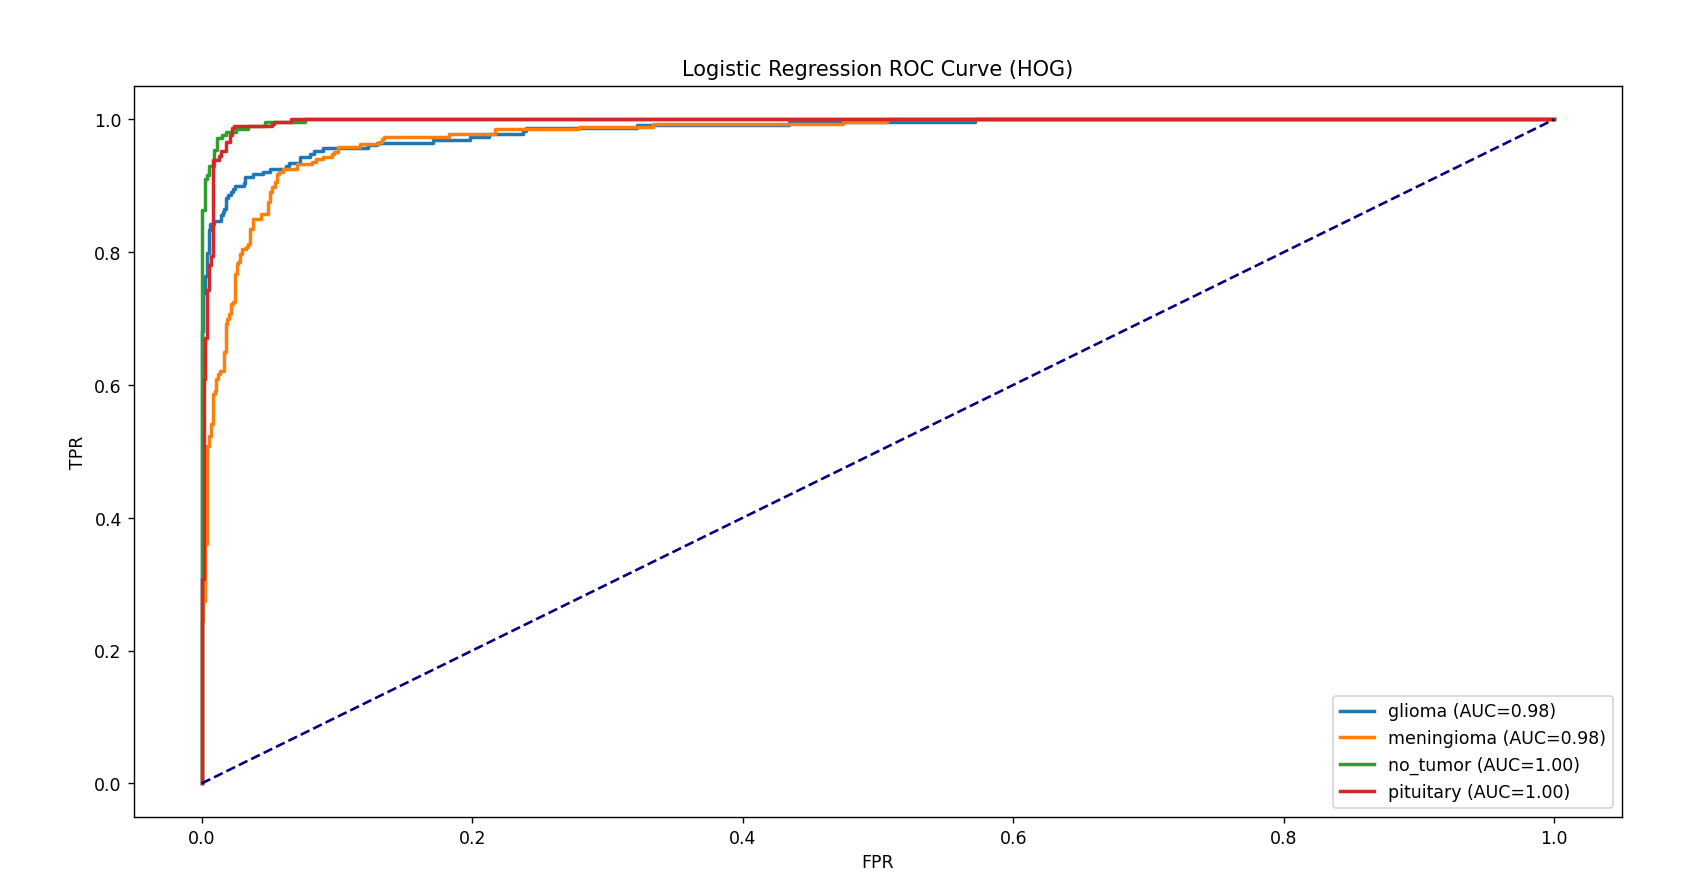 Logistic Regression ROC Curve (HOG)
1.0
0.8
0.6
0.4
0.2
0.0
TPR
0.0 0.2 0.4 0.6 0.8 1.0
FPR
glioma (AUC=0.98)
meningioma (AUC=0.98)
no_tumor (AUC=1.00)
pituitary (AUC=1.00)